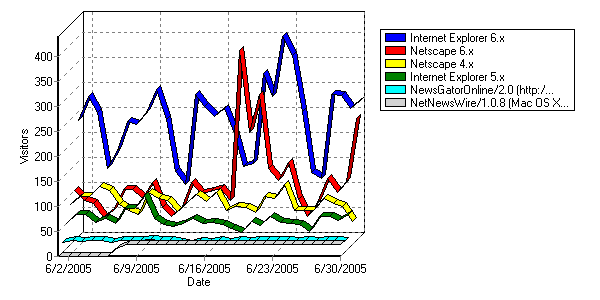 400
350
300
250
200
150
100
50
0
Visitors
6/2/2005 6/9/2005 6/16/2005 6/23/2005 6/30/2005
Date
Internet Explorer 6.x
Netscape 6.x
Netscape 4.x
Internet Explorer 5.x
NewsGatorOnline/2.0 (http:/...
NetNewsWire/1.0.8 (Mac OS X...